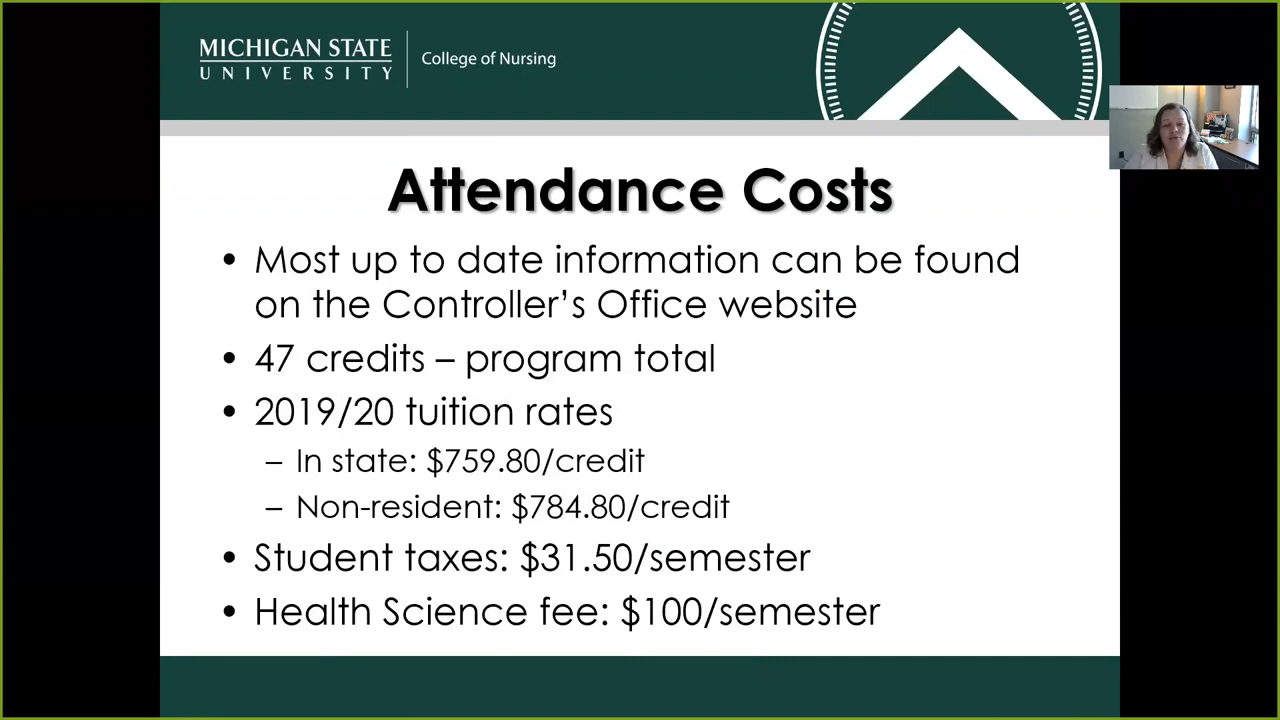 MICHIGAN STATE
UNIVERSITY
College of Nursing
Attendance Costs
• Most up to date information can be found
on the Controller’s Office website
• 47 credits – program total
• 2019/20 tuition rates
– In state: $759.80/credit
– Non-resident: $784.80/credit
• Student taxes: $31.50/semester
• Health Science fee: $100/semester